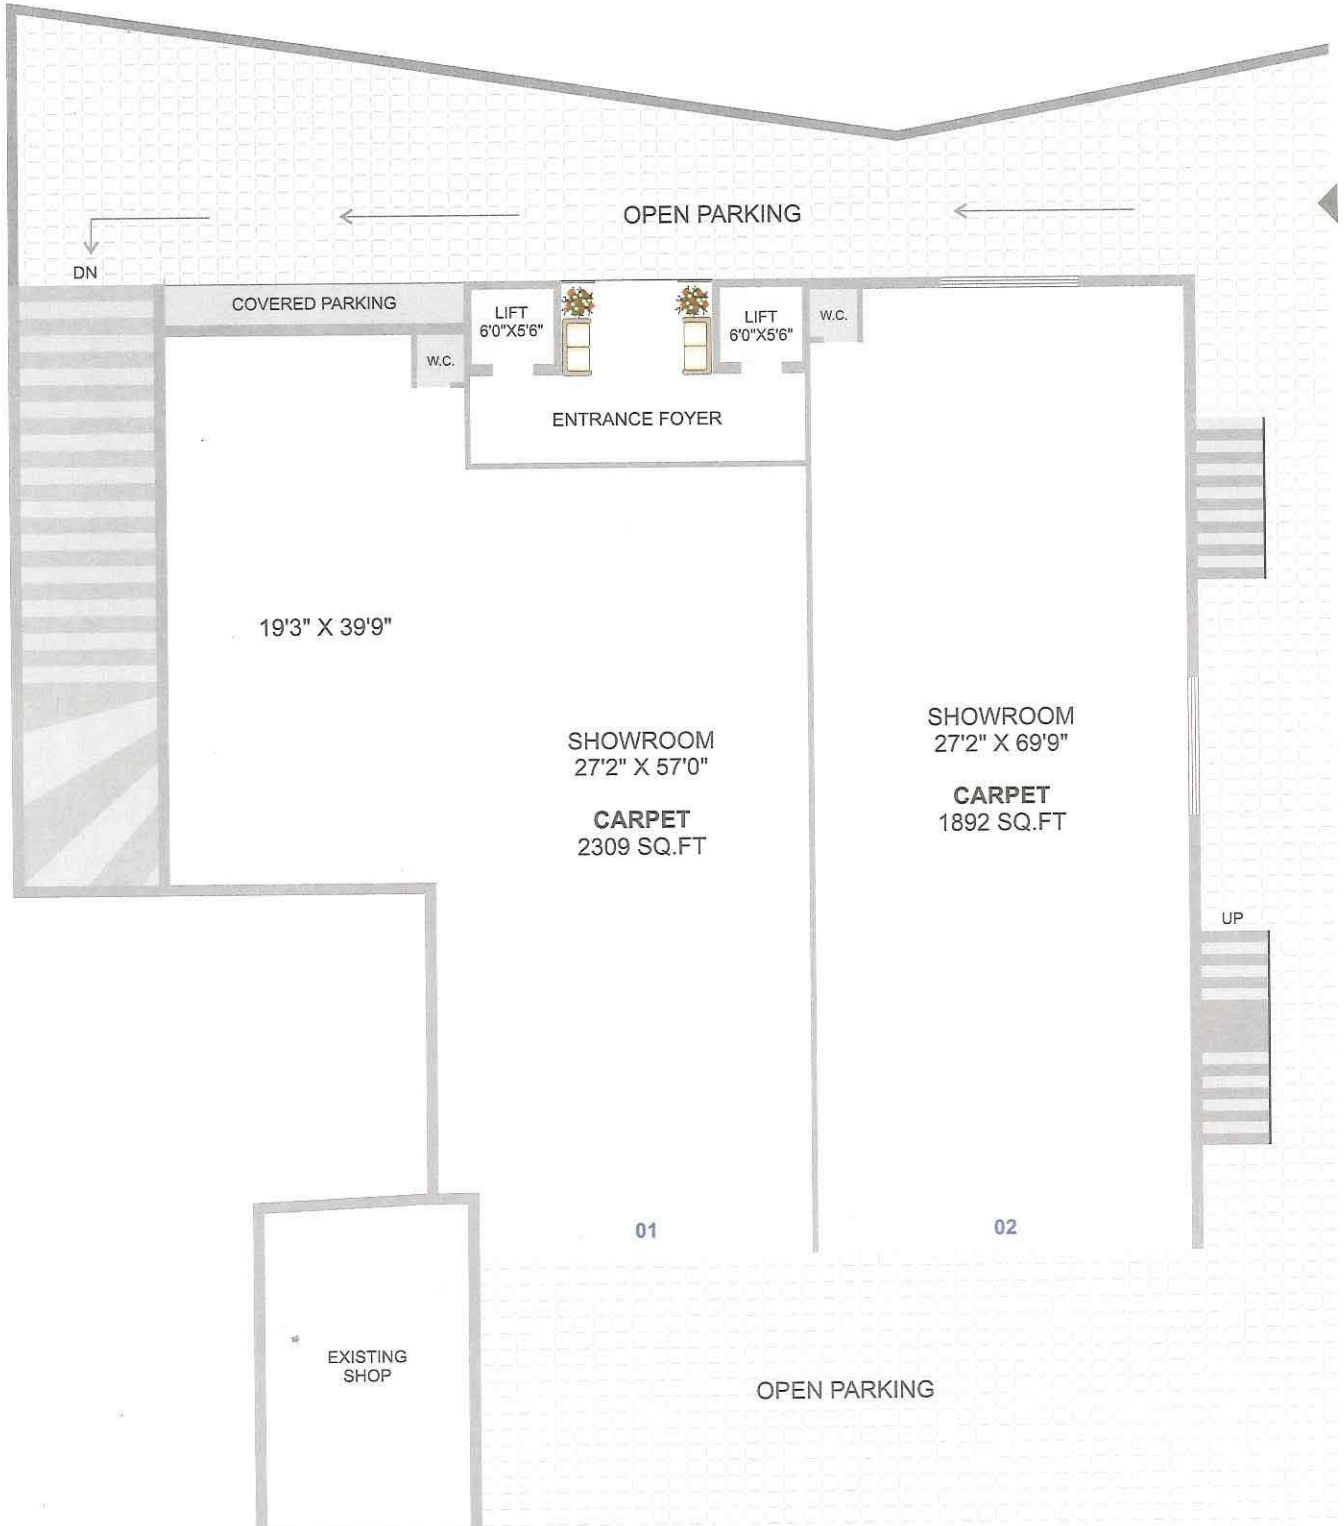 OPEN PARKING
DN
COVERED PARKING
LIFT
6'0"X5'6"
LIFT
6'0"X5'6"
W.C.
W.C.
ENTRANCE FOYER
19'3" X 39'9"
SHOWROOM
27'2" X 57'0"
CARPET
2309 SQ.FT
SHOWROOM
27'2" X 69'9"
CARPET
1892 SQ.FT
UP
01
02
EXISTING
SHOP
OPEN PARKING